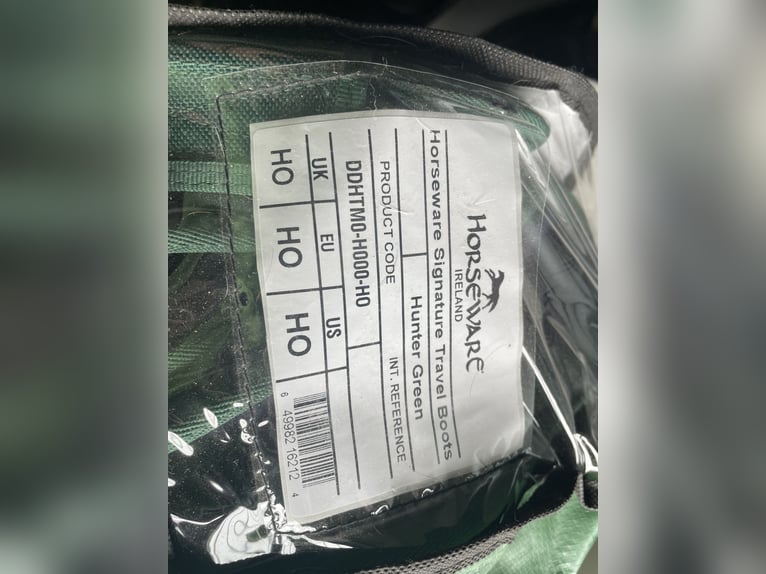 HORSEWARE
IRELAND
Horseware Signature Travel Boots
Hunter Green
PRODUCT CODE
INT. REFERENCE
DDHTM0-H000-HO
UK EU US
HO HO HO
6 49982 16212 4